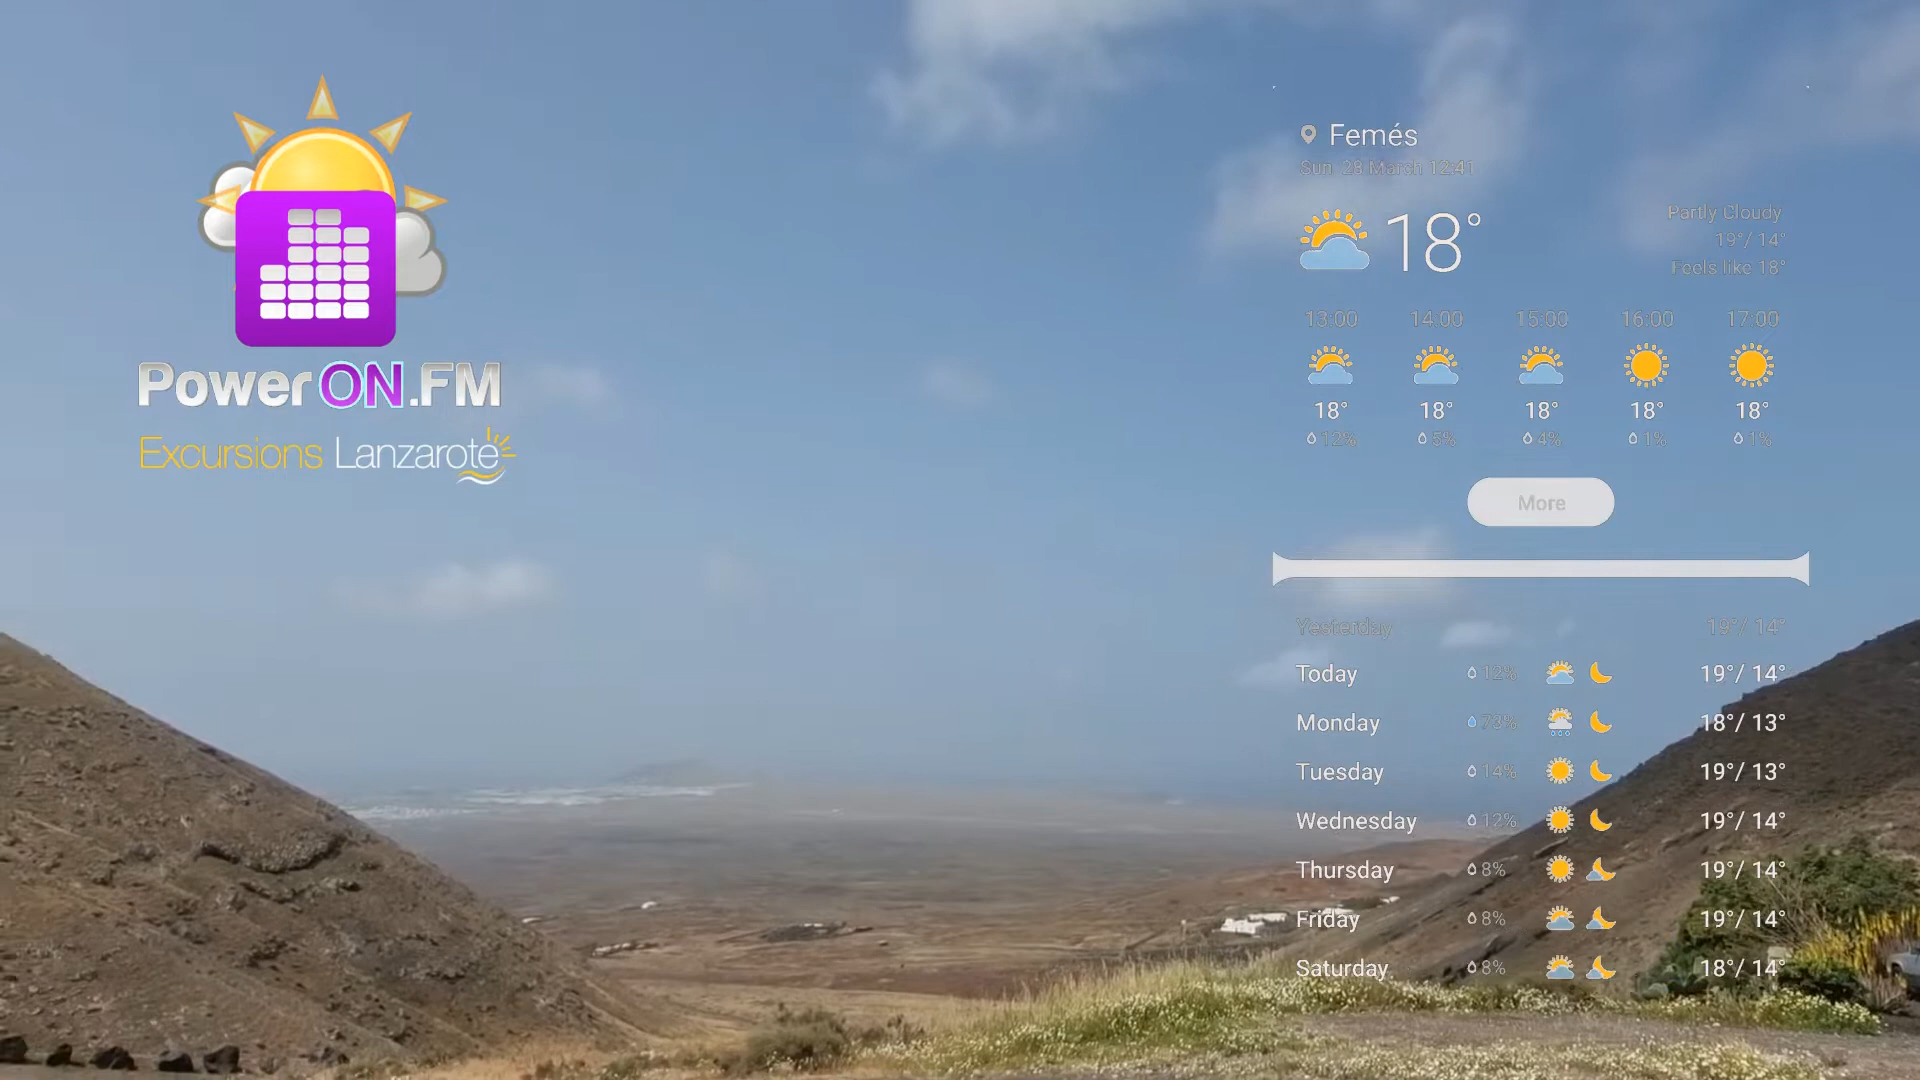 PowerON.FM
Excursions Lanzarote
Femés
Sun, 28 March 12:41
18°
Partly Cloudy
19°/ 14°
Feels like 18°
13:00 14:00 15:00 16:00 17:00
18° 18° 18° 18° 18°
12% 5% 4% 1% 1%
More
Yesterday 19°/ 14°
Today 12% 19°/ 14°
Monday 73% 18°/ 13°
Tuesday 14% 19°/ 13°
Wednesday 12% 19°/ 14°
Thursday 8% 19°/ 14°
Friday 8% 19°/ 14°
Saturday 8% 18°/ 14°